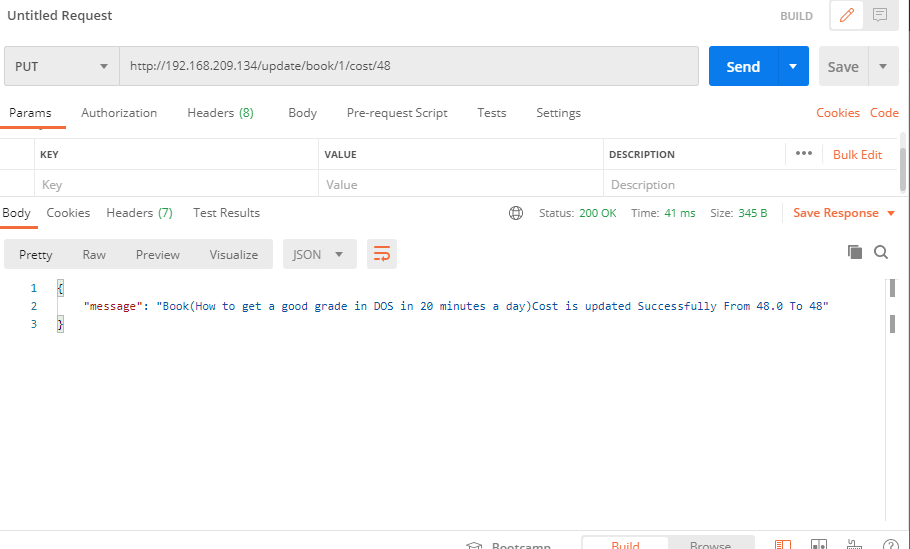 Untitled Request
BUILD
PUT
http://192.168.209.134/update/book/1/cost/48
Send
Save
Params
Authorization
Headers (8)
Body
Pre-request Script
Tests
Settings
Cookies
Code
KEY
VALUE
DESCRIPTION
Bulk Edit
Key
Value
Description
Body
Cookies
Headers (7)
Test Results
Status: 200 OK
Time: 41 ms
Size: 345 B
Save Response
Pretty
Raw
Preview
Visualize
JSON
1 {
2 "message": "Book(How to get a good grade in DOS in 20 minutes a day)Cost is updated Successfully From 48.0 To 48"
3 }
Bootcamp
Build
Browse